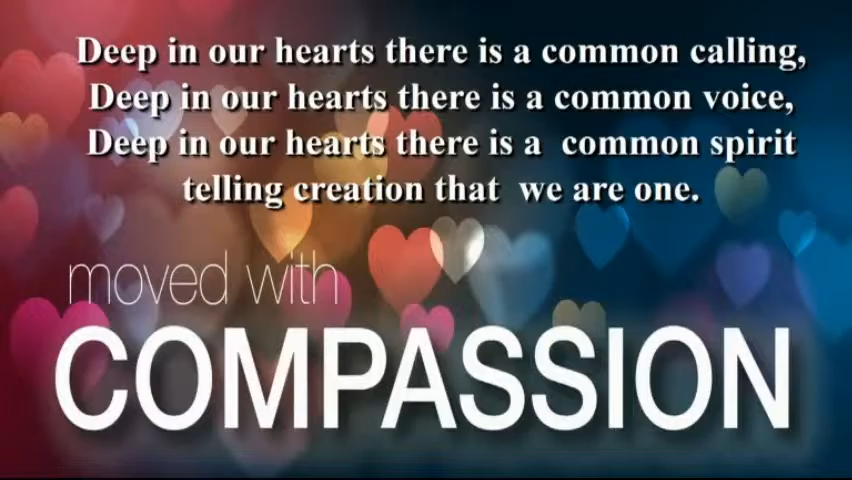 Deep in our hearts there is a common calling,
Deep in our hearts there is a common voice,
Deep in our hearts there is a common spirit
telling creation that we are one.
moved with
COMPASSION